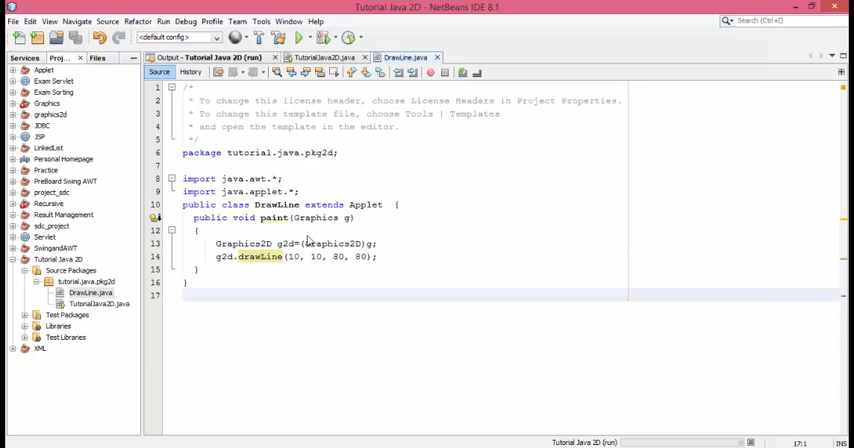 Tutorial Java 2D - NetBeans IDE 8.1
File Edit View Navigate Source Refactor Run Debug Profile Team Tools Window Help
Search (Ctrl+I)
<default config>
Services Proj... Files
Output - Tutorial Java 2D (run) TutorialJava2D.java DrawLine.java
Source History
Applet
Exam Servlet
Exam Sorting
Graphics
graphics2d
JDBC
JSP
LinkedList
Personal Homepage
Practice
PreBoard Swing AWT
project_sdc
Recursive
Result Management
sdc_project
Servlet
SwingandAWT
Tutorial Java 2D
Source Packages
tutorial.java.pkg2d
DrawLine.java
TutorialJava2D.java
Test Packages
Libraries
Test Libraries
XML
1 /*
2 * To change this license header, choose License Headers in Project Properties.
3 * To change this template file, choose Tools | Templates
4 * and open the template in the editor.
5 */
6 package tutorial.java.pkg2d;
7
8 import java.awt.*;
9 import java.applet.*;
10 public class DrawLine extends Applet {
public void paint(Graphics g)
12 {
13 Graphics2D g2d=(Graphics2D)g;
14 g2d.drawLine(10, 10, 80, 80);
15 }
16 }
17
Tutorial Java 2D (run)
17:1
INS